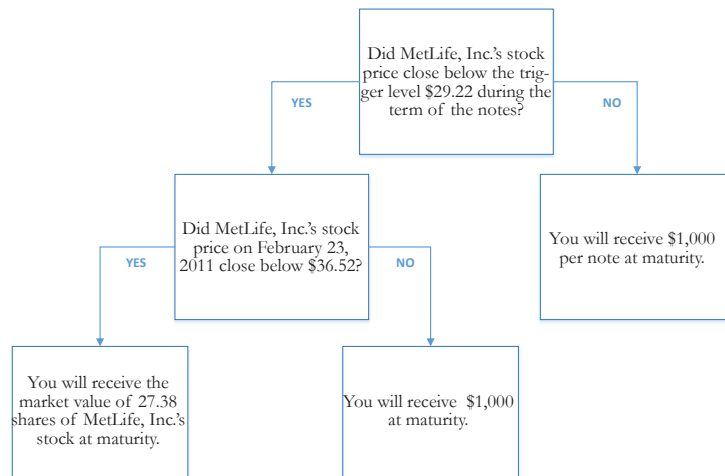 Did MetLife, Inc.'s stock
price close below the trig-
ger level $29.22 during the
term of the notes?
YES
NO
Did MetLife, Inc.'s stock
price on February 23,
2011 close below $36.52?
You will receive $1,000
per note at maturity.
YES
NO
You will receive the
market value of 27.38
shares of MetLife, Inc.'s
stock at maturity.
You will receive $1,000
at maturity.